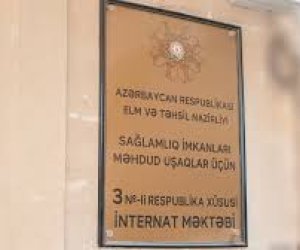 AZƏRBAYCAN RESPUBLİKASI
ELM VƏ TƏHSİL NAZİRLİYİ
SAĞLAMLIQ İMKANLARI
MƏHDUD UŞAQLAR ÜÇÜN
3 №-li RESPUBLİKA XÜSUSİ
İNTERNAT MƏKTƏBİ